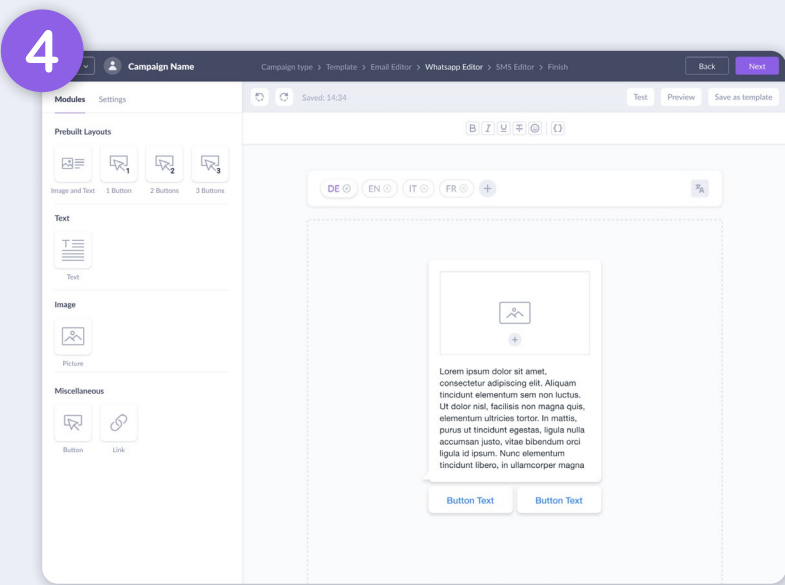 4
Campaign Name
Campaign type > Template > Email Editor > Whatsapp Editor > SMS Editor > Finish
Back
Next
Modules
Settings
Saved: 14:34
Test
Preview
Save as template
Prebuilt Layouts
B I U T {}
1
2
3
Image and Text
1 Button
2 Buttons
3 Buttons
DE
EN
IT
FR
+
A
Text
T
Text
Image
Picture
+
Miscellaneous
Button
Link
Lorem ipsum dolor sit amet,
consectetur adipiscing elit. Aliquam
tincidunt elementum sem non luctus.
Ut dolor nisl, facilisis non magna quis,
elementum ultricies tortor. In mattis,
purus ut tincidunt egestas, ligula nulla
accumsan justo, vitae bibendum orci
ligula id ipsum. Nunc elementum
tincidunt libero, in ullamcorper magna
Button Text
Button Text